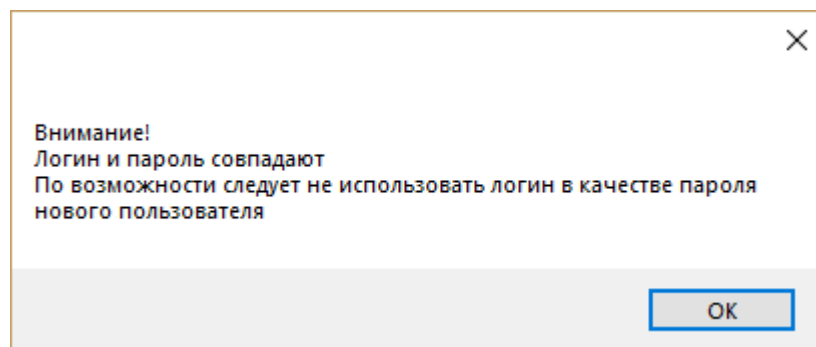 Внимание!
Логин и пароль совпадают
По возможности следует не использовать логин в качестве пароля
нового пользователя
OK